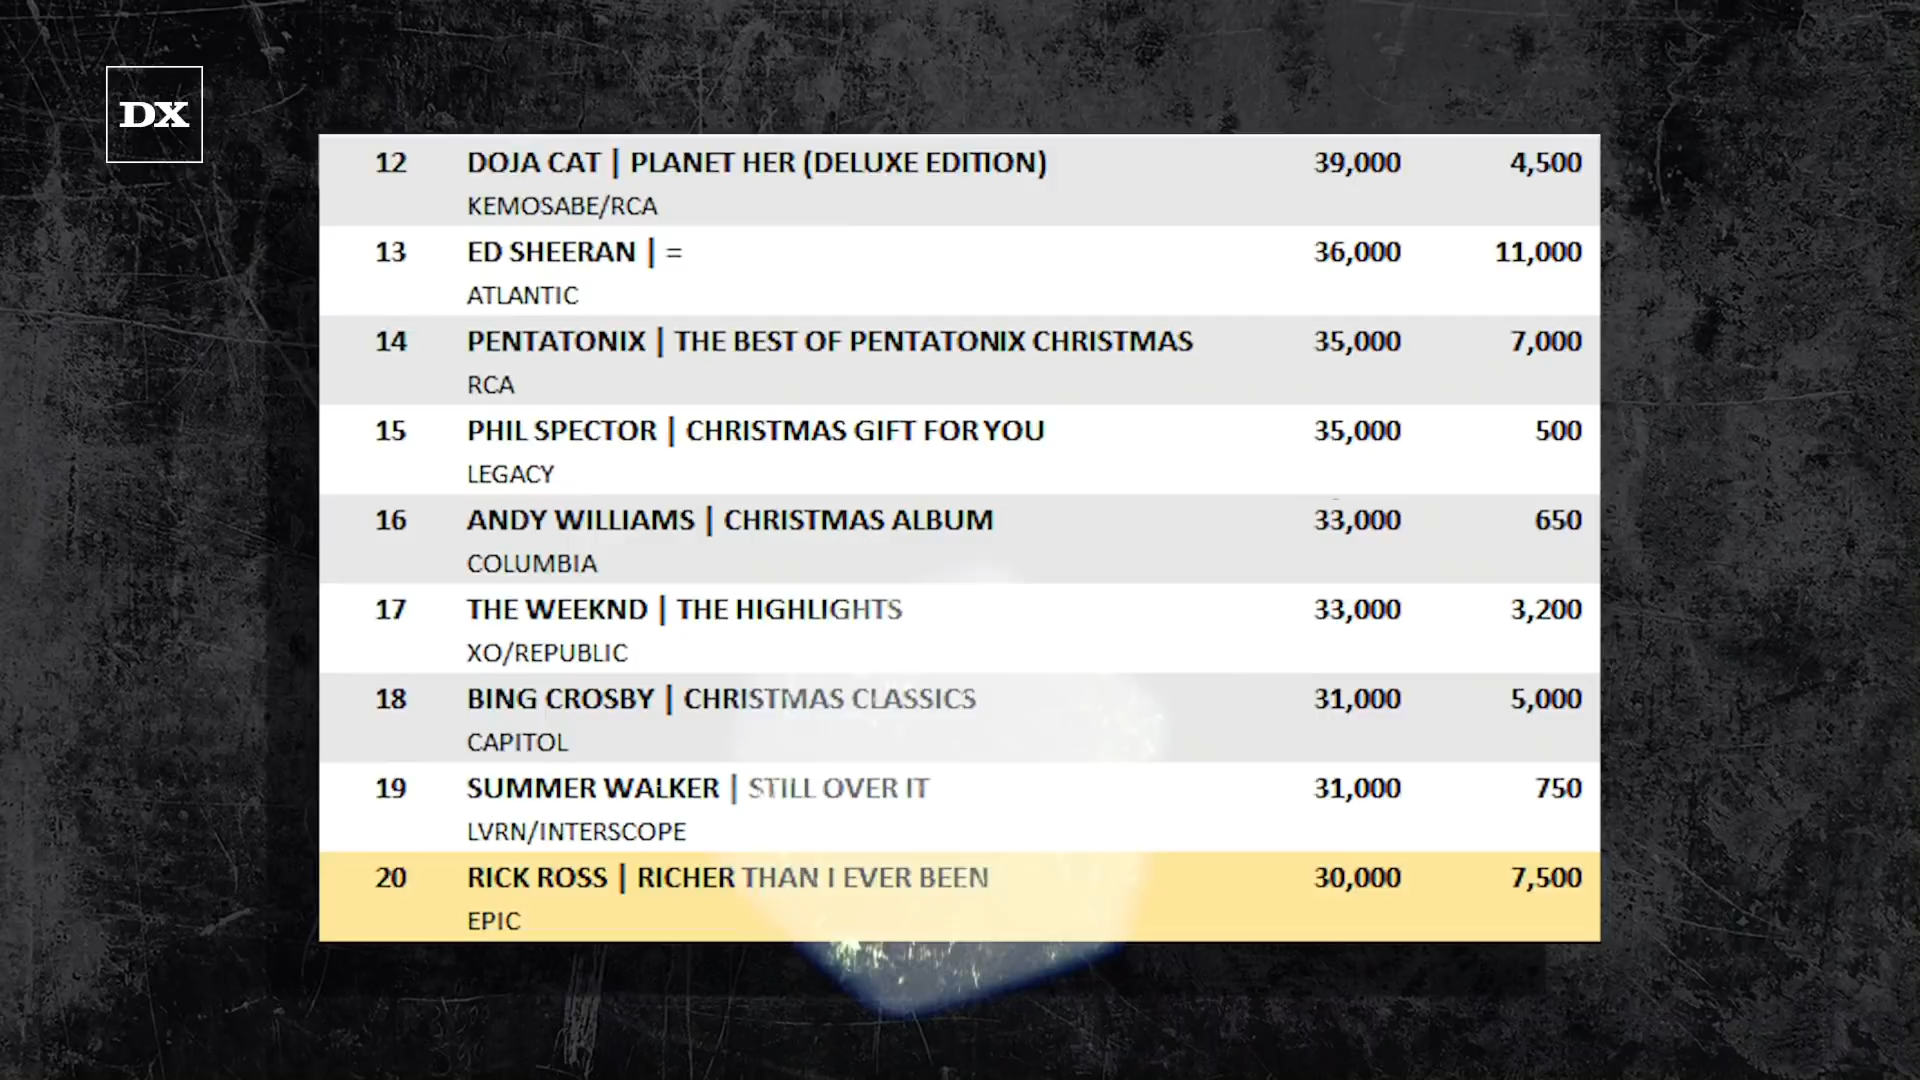 DX
12 DOJA CAT | PLANET HER (DELUXE EDITION) 39,000 4,500
KEMOSABE/RCA
13 ED SHEERAN | = 36,000 11,000
ATLANTIC
14 PENTATONIX | THE BEST OF PENTATONIX CHRISTMAS 35,000 7,000
RCA
15 PHIL SPECTOR | CHRISTMAS GIFT FOR YOU 35,000 500
LEGACY
16 ANDY WILLIAMS | CHRISTMAS ALBUM 33,000 650
COLUMBIA
17 THE WEEKND | THE HIGHLIGHTS 33,000 3,200
XO/REPUBLIC
18 BING CROSBY | CHRISTMAS CLASSICS 31,000 5,000
CAPITOL
19 SUMMER WALKER | STILL OVER IT 31,000 750
LVRN/INTERSCOPE
20 RICK ROSS | RICHER THAN I EVER BEEN 30,000 7,500
EPIC